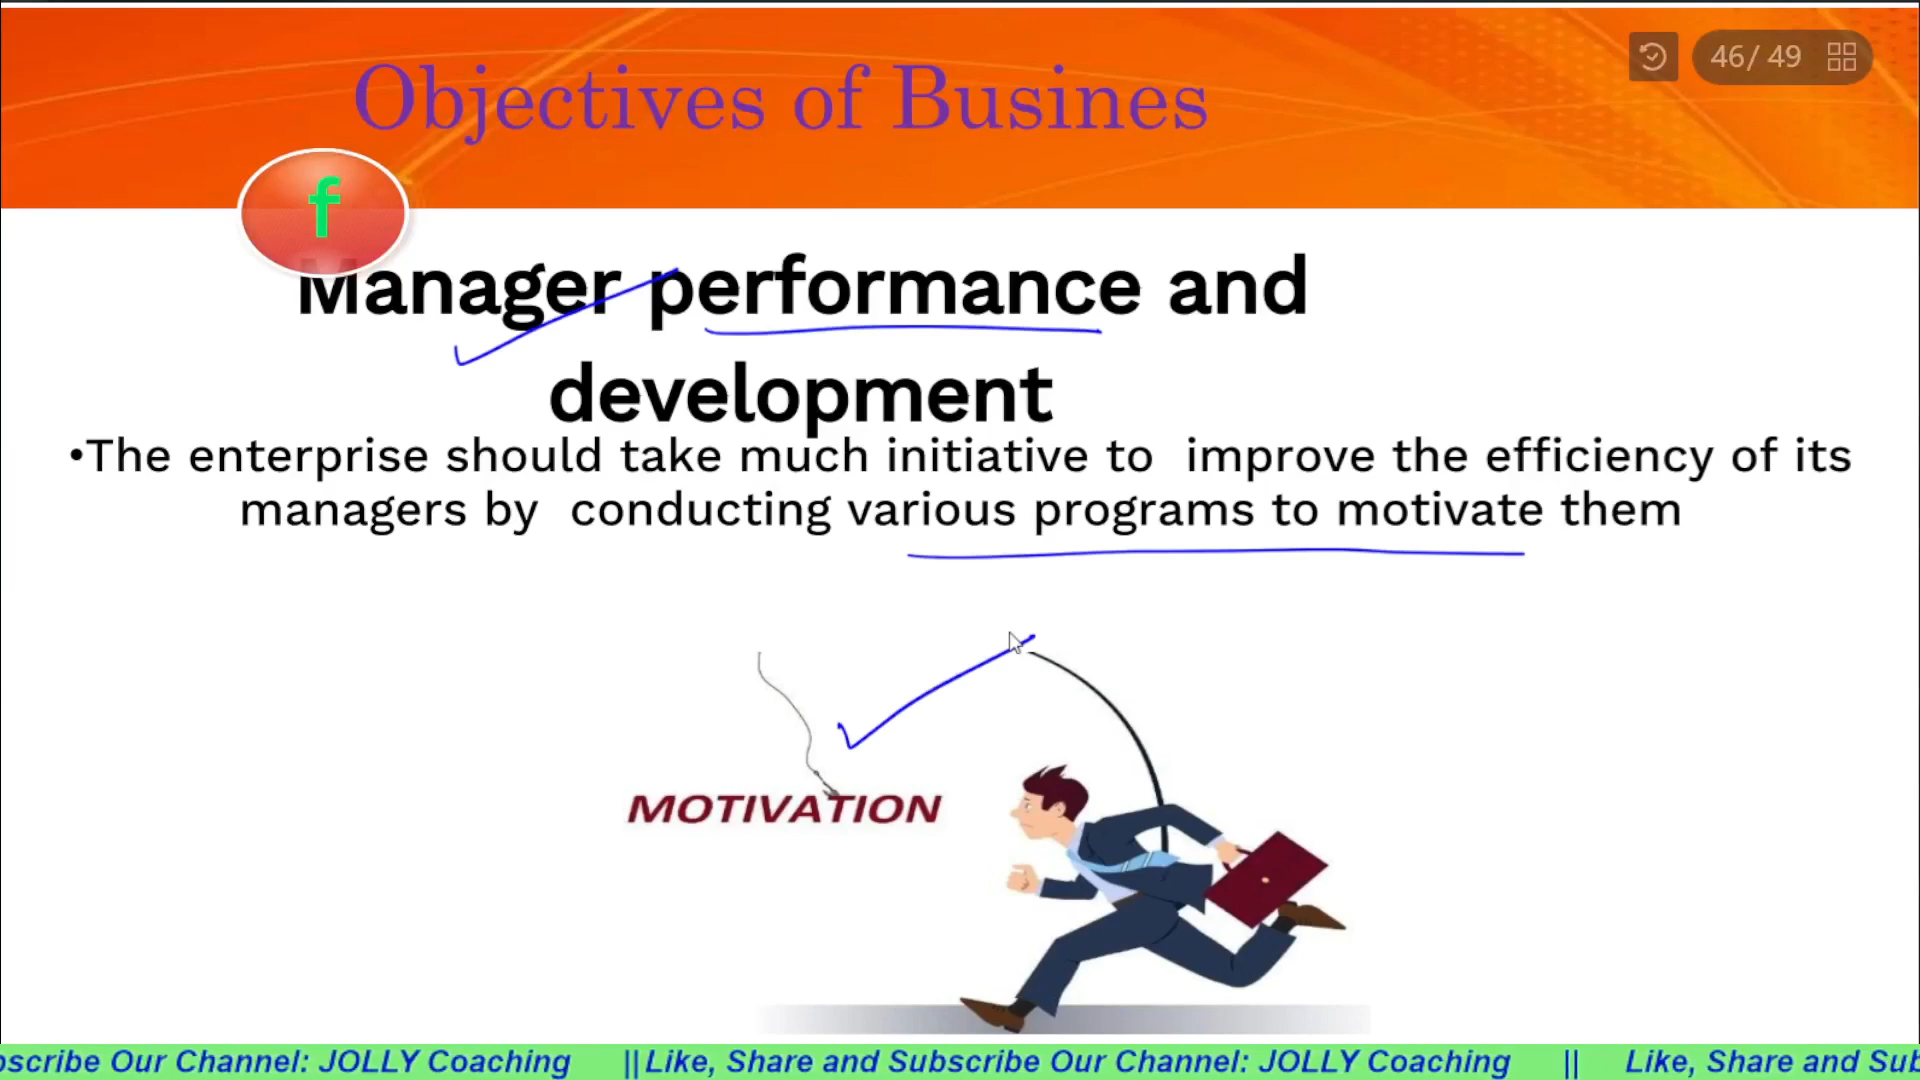 46/ 49
Objectives of Busines
f
Manager performance and
development
•The enterprise should take much initiative to improve the efficiency of its
managers by conducting various programs to motivate them
MOTIVATION
bscribe Our Channel: JOLLY Coaching || Like, Share and Subscribe Our Channel: JOLLY Coaching || Like, Share and Sub